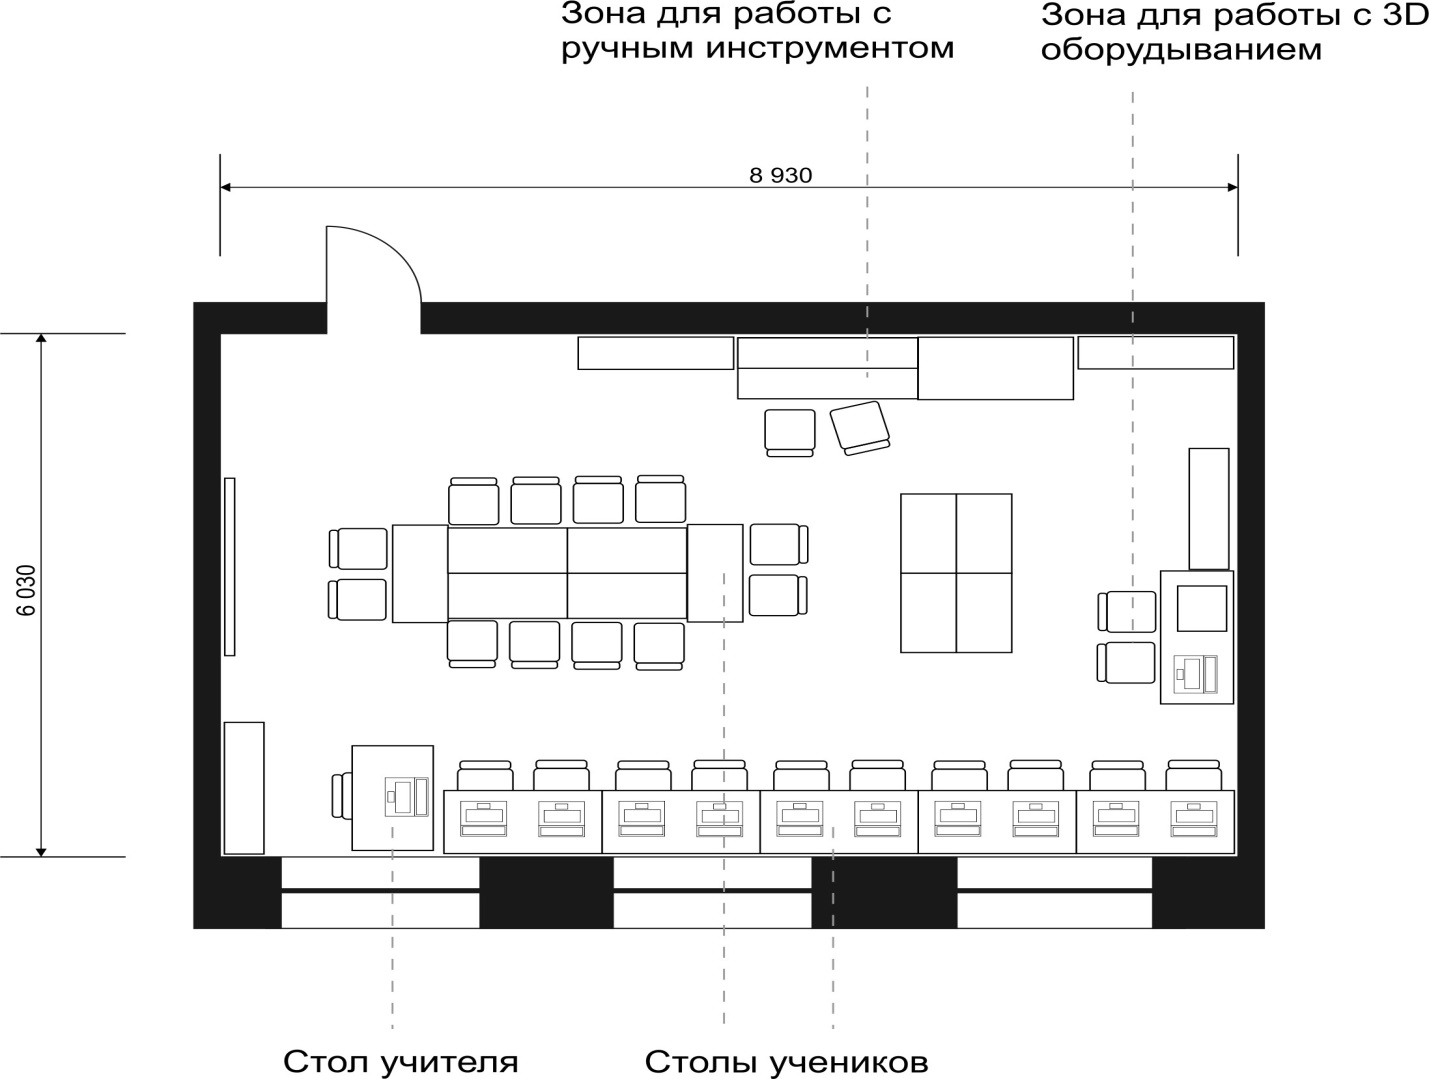 Зона для работы с
ручным инструментом
Зона для работы с 3D
оборудыванием
8 930
6 030
Стол учителя
Столы учеников